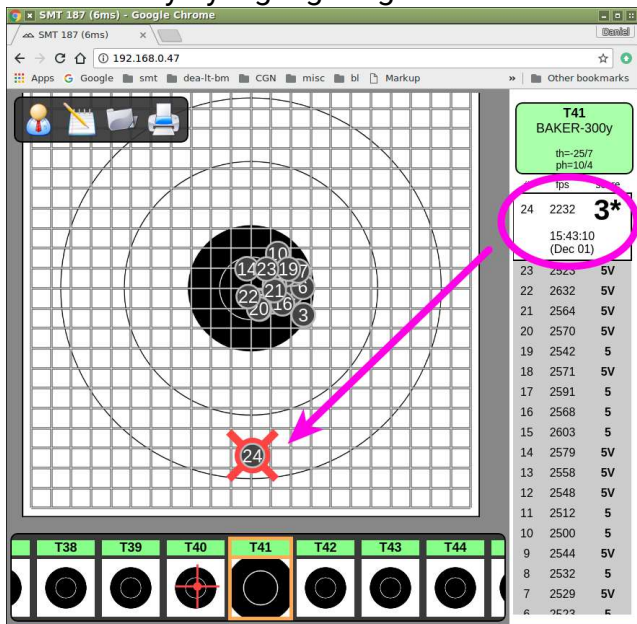 SMT 187 (6ms) - Google Chrome
SMT 187 (6ms) ×
Daniel
192.168.0.47
Apps Google smt dea-lt-bm CGN misc bl Markup » Other bookmarks
T41
BAKER-300y
th=-25/7
ph=10/4
fps
24 2232 3*
15:43:10
(Dec 01)
23 2523 5V
22 2632 5V
21 2564 5V
20 2570 5V
19 2542 5
18 2571 5V
17 2591 5
16 2568 5
15 2603 5
14 2579 5V
13 2558 5V
12 2548 5V
11 2512 5
10 2500 5
9 2544 5V
8 2532 5
7 2529 5V
6 2523 5
10
14 23 19 7
22 21 6
20 16 3
24
T38 T39 T40 T41 T42 T43 T44